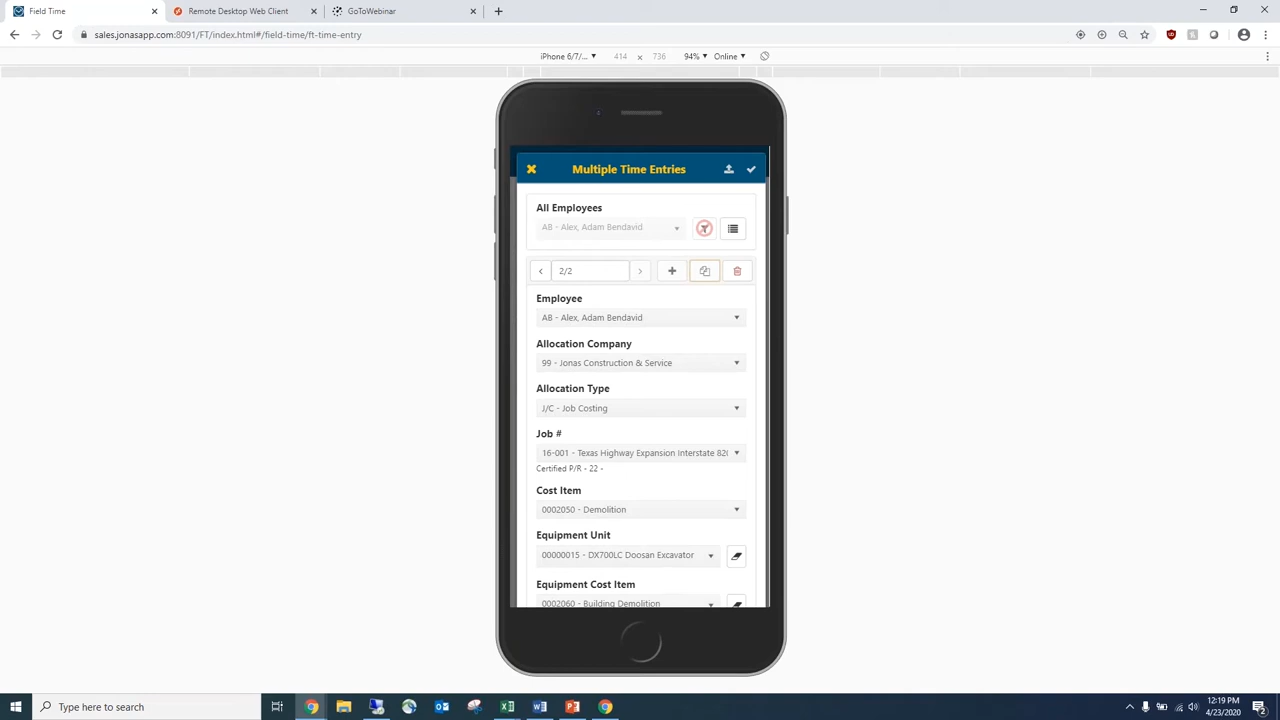 Field Time
Remote Desktop Web Client
GoToWebinar
sales.jonasapp.com:8091/FT/index.html#/field-time/ft-time-entry
iPhone 6/7/... 414 × 736 94% Online
Multiple Time Entries
All Employees
AB - Alex, Adam Bendavid
2/2
Employee
AB - Alex, Adam Bendavid
Allocation Company
99 - Jonas Construction & Service
Allocation Type
J/C - Job Costing
Job #
16-001 - Texas Highway Expansion Interstate 820
Certified P/R - 22 -
Cost Item
0002050 - Demolition
Equipment Unit
00000015 - DX700LC Doosan Excavator
Equipment Cost Item
0002060 - Building Demolition
Type here to search
12:19 PM
4/23/2020
2